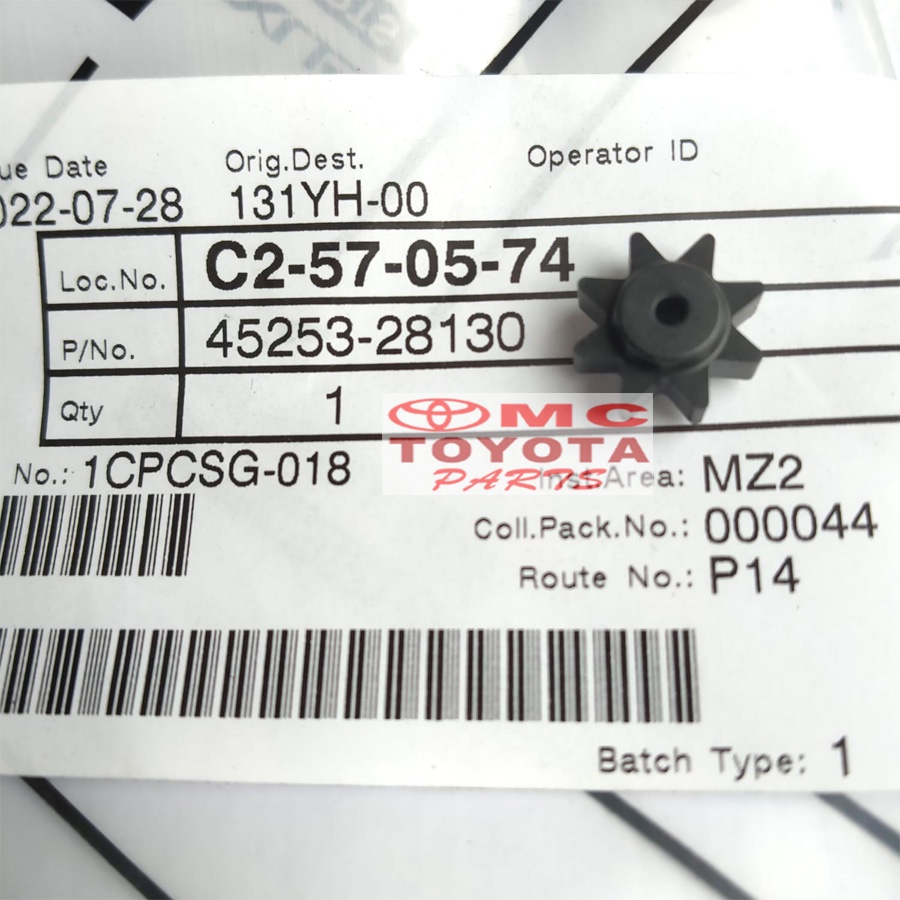 ue Date
Orig.Dest.
Operator ID
022-07-28
131YH-00
Loc.No.
C2-57-05-74
P/No.
45253-28130
Qty
1
MC
TOYOTA
PARTS
No.: 1CPCSG-018
Inst.Area: MZ2
Coll.Pack.No.: 000044
Route No.: P14
Batch Type: 1